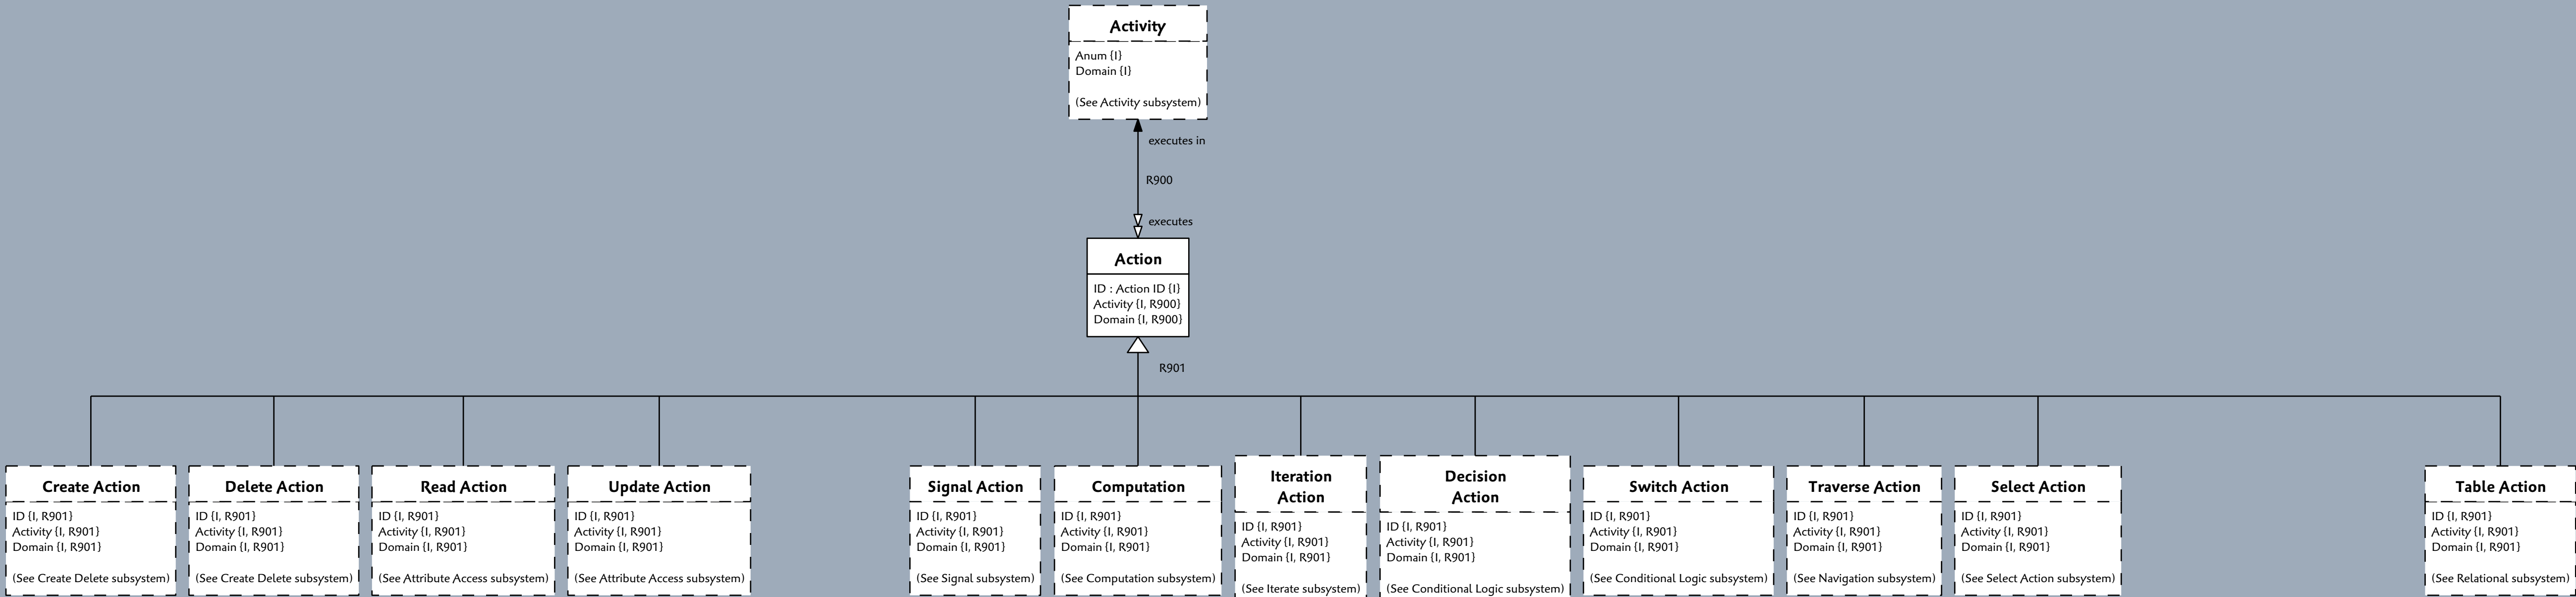 Activity
Anum {I}
Domain {I}
(See Activity subsystem)
executes in
R900
executes
Action
ID : Action ID {I}
Activity {I, R900}
Domain {I, R900}
R901
Create Action
ID {I, R901}
Activity {I, R901}
Domain {I, R901}
(See Create Delete subsystem)
Delete Action
ID {I, R901}
Activity {I, R901}
Domain {I, R901}
(See Create Delete subsystem)
Read Action
ID {I, R901}
Activity {I, R901}
Domain {I, R901}
(See Attribute Access subsystem)
Update Action
ID {I, R901}
Activity {I, R901}
Domain {I, R901}
(See Attribute Access subsystem)
Signal Action
ID {I, R901}
Activity {I, R901}
Domain {I, R901}
(See Signal subsystem)
Computation
ID {I, R901}
Activity {I, R901}
Domain {I, R901}
(See Computation subsystem)
Iteration
Action
ID {I, R901}
Activity {I, R901}
Domain {I, R901}
(See Iterate subsystem)
Decision
Action
ID {I, R901}
Activity {I, R901}
Domain {I, R901}
(See Conditional Logic subsystem)
Switch Action
ID {I, R901}
Activity {I, R901}
Domain {I, R901}
(See Conditional Logic subsystem)
Traverse Action
ID {I, R901}
Activity {I, R901}
Domain {I, R901}
(See Navigation subsystem)
Select Action
ID {I, R901}
Activity {I, R901}
Domain {I, R901}
(See Select Action subsystem)
Table Action
ID {I, R901}
Activity {I, R901}
Domain {I, R901}
(See Relational subsystem)